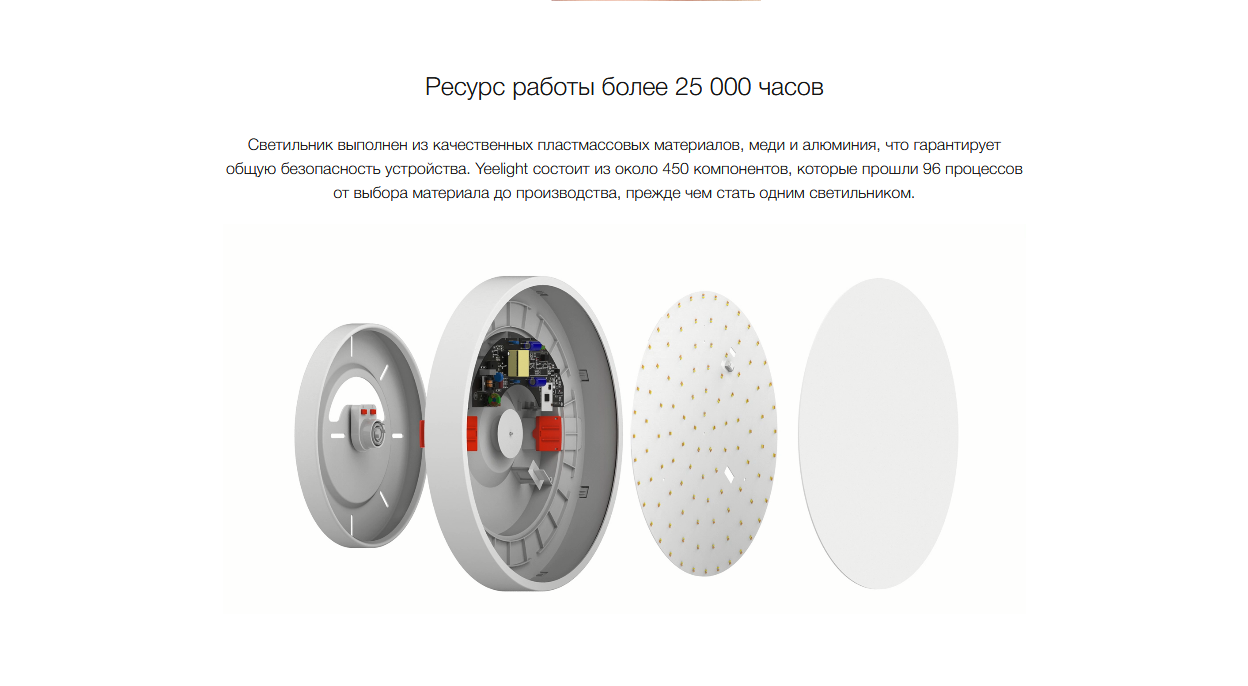 Ресурс работы более 25 000 часов
Светильник выполнен из качественных пластмассовых материалов, меди и алюминия, что гарантирует
общую безопасность устройства. Yeelight состоит из около 450 компонентов, которые прошли 96 процессов
от выбора материала до производства, прежде чем стать одним светильником.